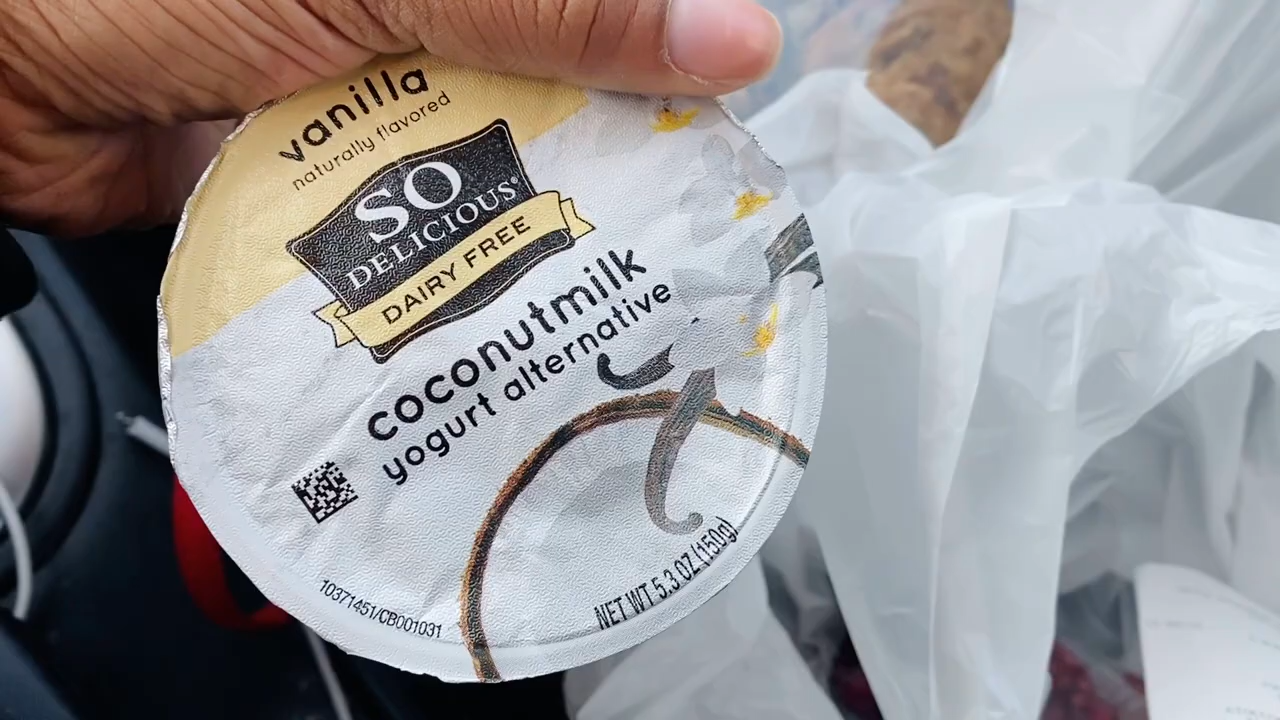 vanilla
naturally flavored
SO
DELICIOUS®
DAIRY FREE
coconutmilk
yogurt alternative
10371451/CB001031
NET WT 5.3 OZ (150g)